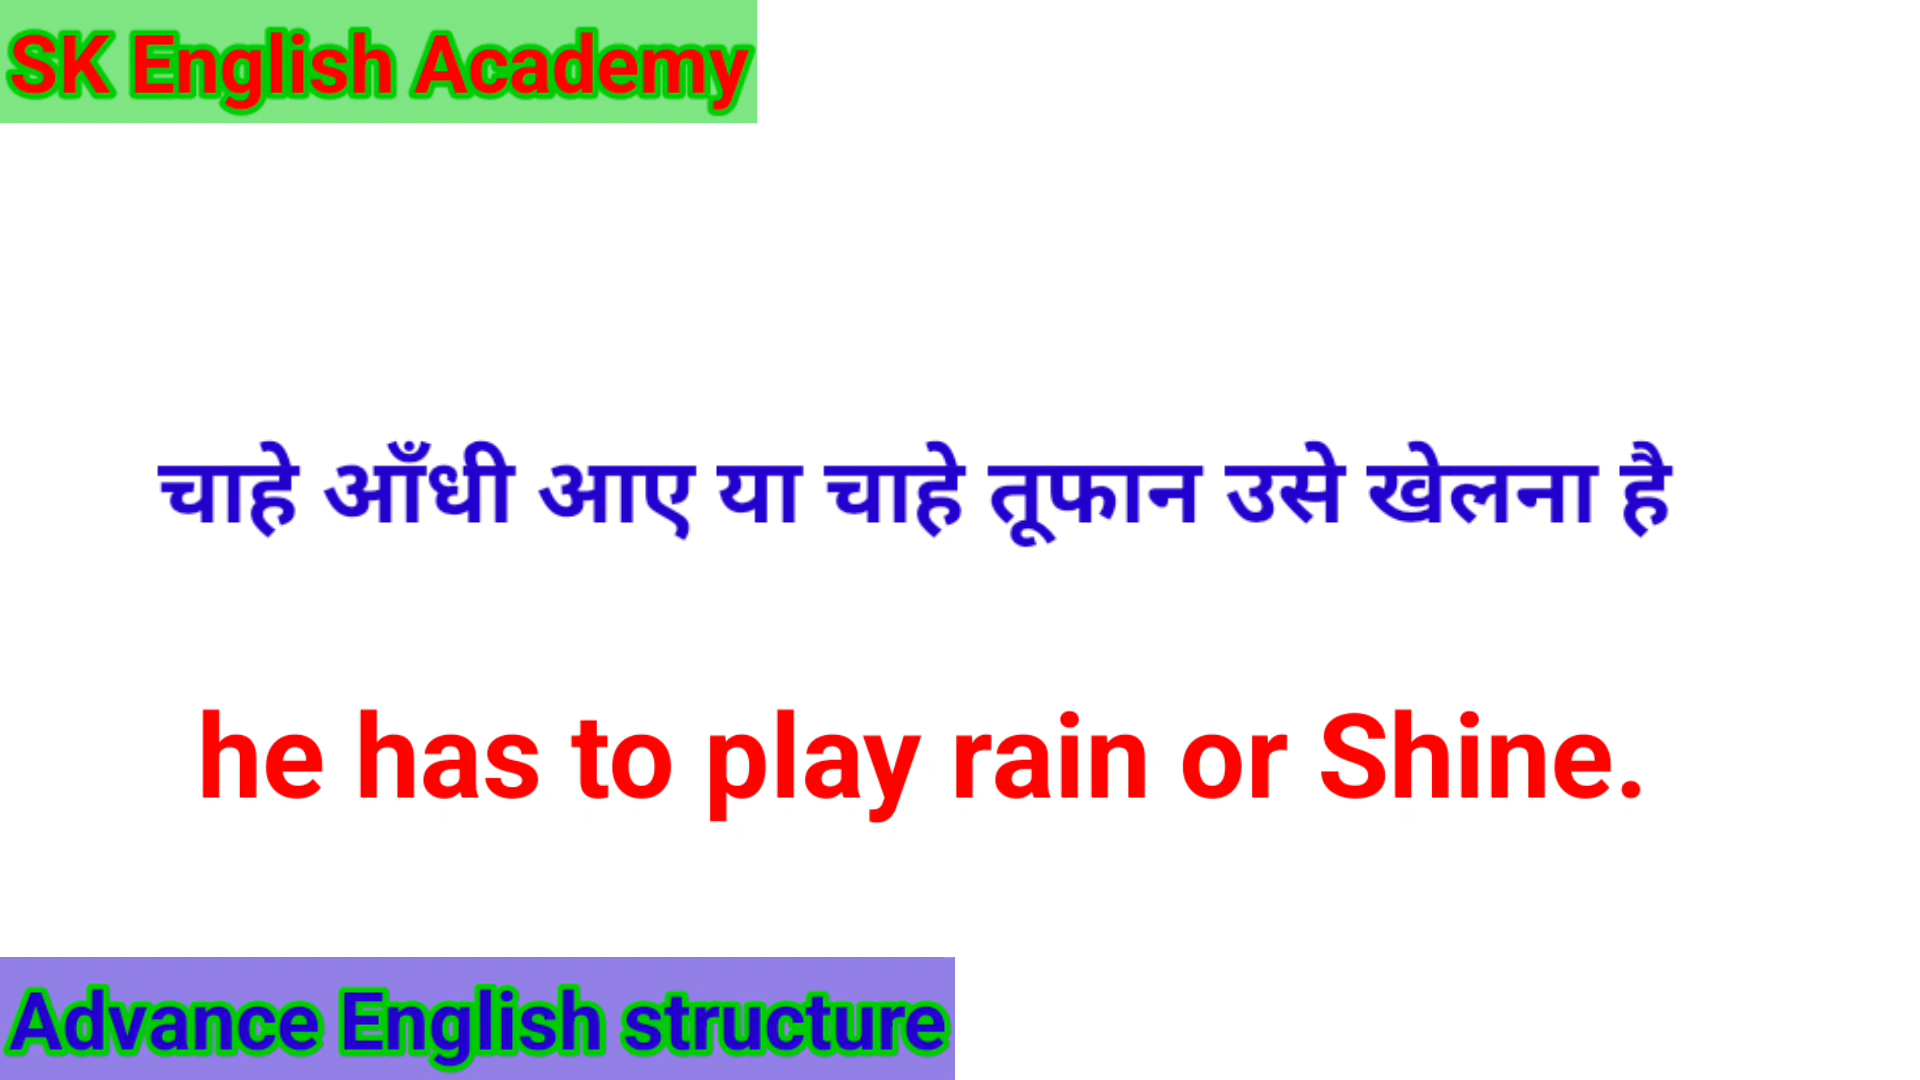 SK English Academy
चाहे आँधी आए या चाहे तूफान उसे खेलना है
he has to play rain or Shine.
Advance English structure